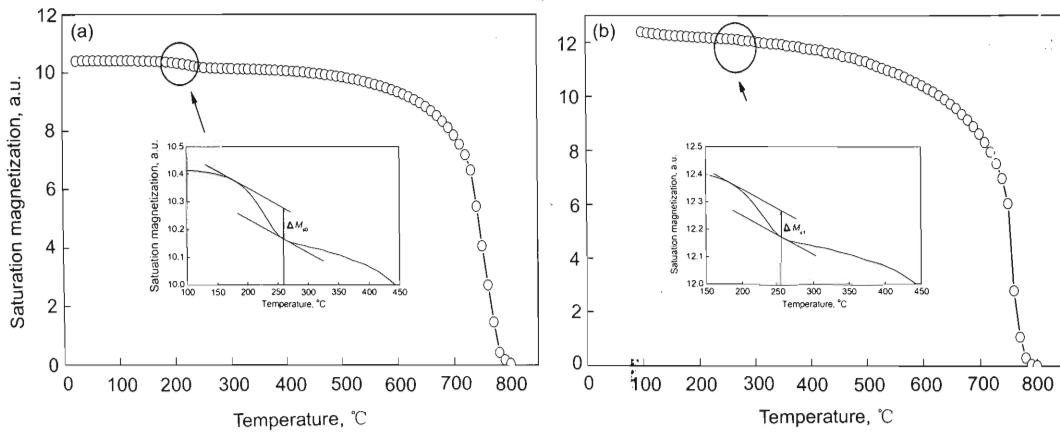 (a)
Saturation magnetization, a.u.
12
10
8
6
4
2
0
0 100 200 300 400 500 600 700 800
Temperature, ℃
Saturation magnetization, a.u.
10.5
10.4
10.3
10.2
10.1
10.0
100 150 200 250 300 350 400 450
Temperature, °C
Δ M s0
(b)
12
10
8
6
4
2
0
0 100 200 300 400 500 600 700 800
Temperature, ℃
Satuation magnetization, a.u.
12.5
12.4
12.3
12.2
12.1
12.0
150 200 250 300 350 400 450
Temperature, °C
Δ M s1